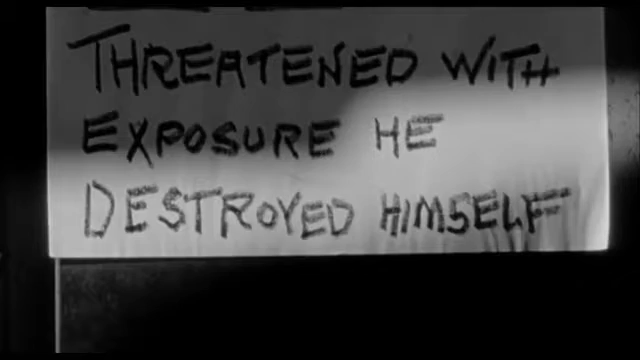 THREATENED WITH
EXPOSURE HE
DESTROYED HIMSELF